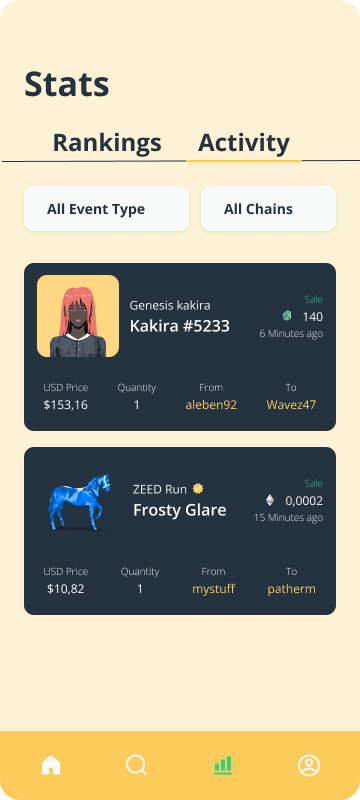 Stats
Rankings Activity
All Event Type All Chains
Genesis kakira
Kakira #5233
Sale
140
6 Minutes ago
USD Price Quantity From To
$153,16 1 aleben92 Wavez47
ZEED Run
Frosty Glare
Sale
0,0002
15 Minutes ago
USD Price Quantity From To
$10,82 1 mystuff patherm